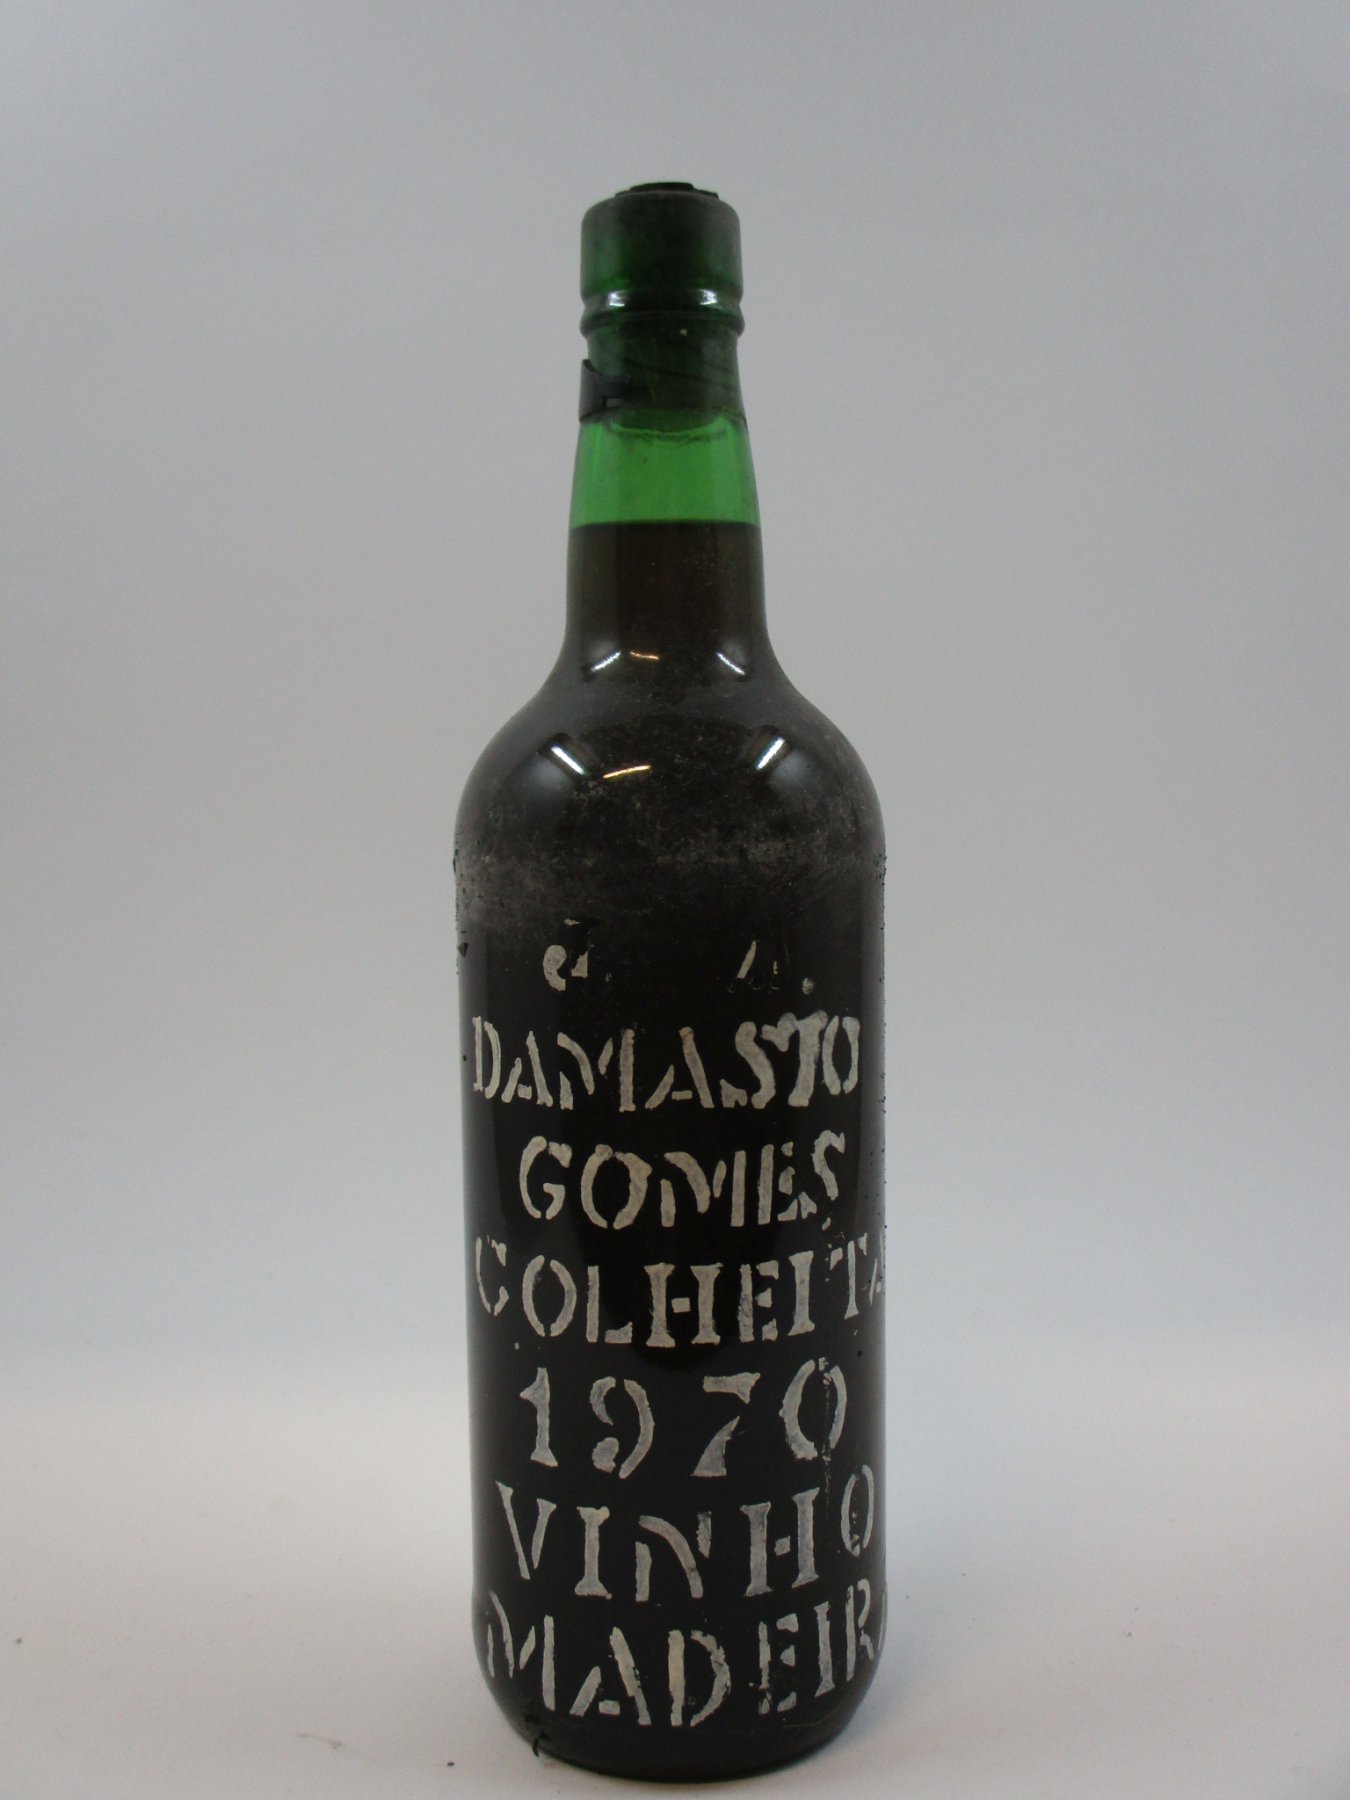 DAMASTO
GOMES
COLHEITA
1970
VINHO
MADEIRA